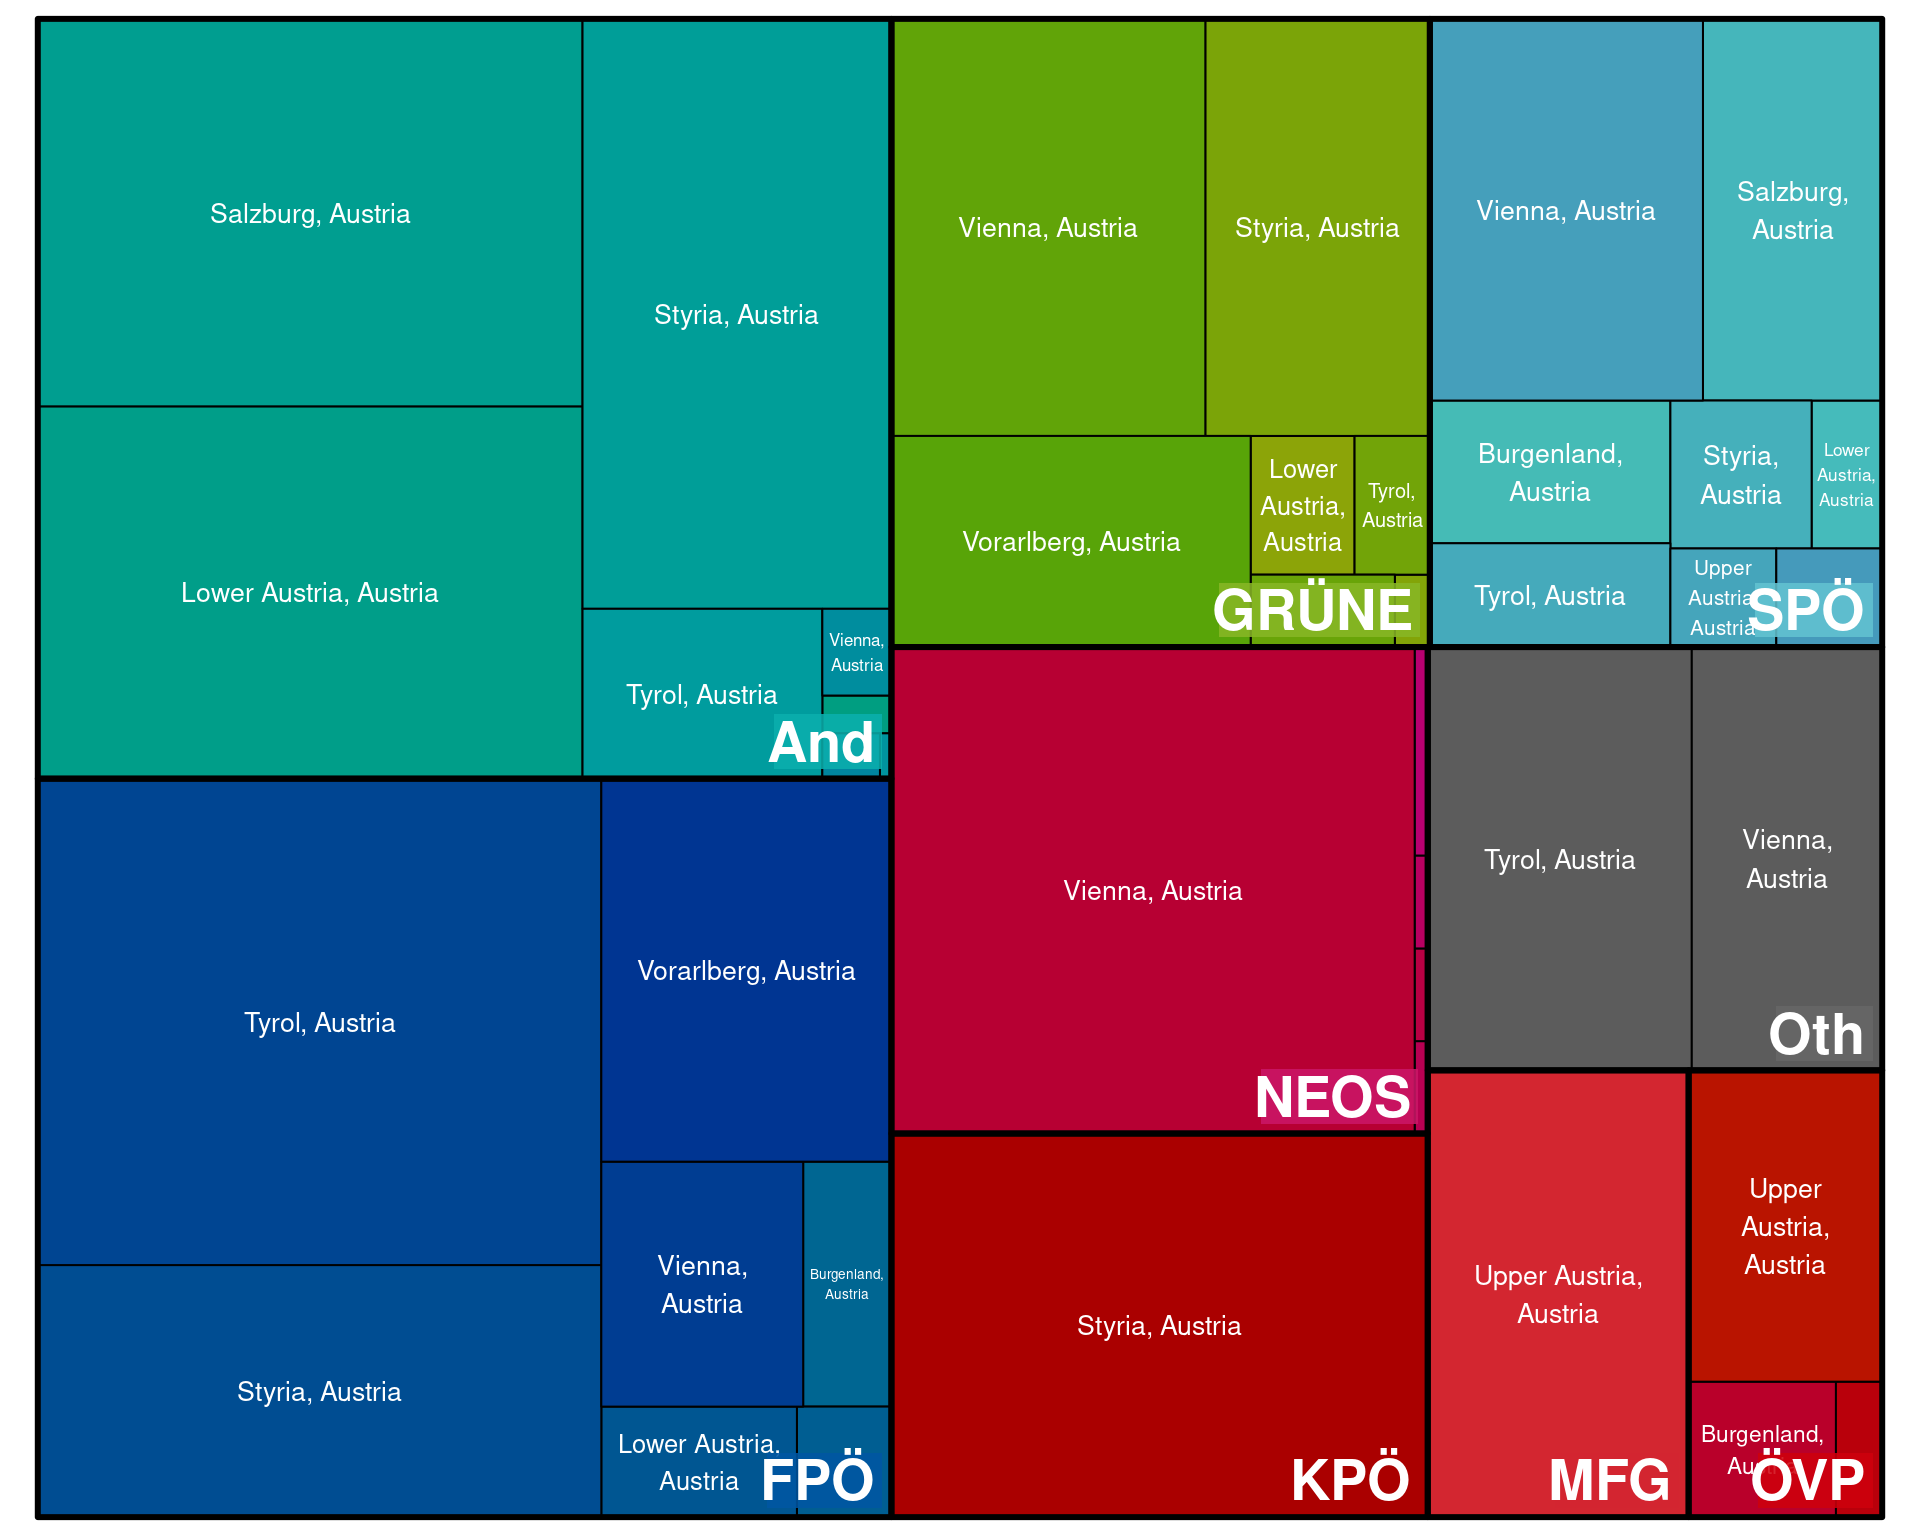 Salzburg, Austria
Lower Austria, Austria
Styria, Austria
Tyrol, Austria
Vienna,
Austria
And
Tyrol, Austria
Styria, Austria
Vorarlberg, Austria
Vienna,
Austria
Burgenland,
Austria
Lower Austria,
Austria
FPÖ
Vienna, Austria
Styria, Austria
Vorarlberg, Austria
Lower
Austria,
Austria
Tyrol,
Austria
GRÜNE
Vienna, Austria
NEOS
Styria, Austria
KPÖ
Vienna, Austria
Salzburg,
Austria
Burgenland,
Austria
Styria,
Austria
Lower
Austria,
Austria
Tyrol, Austria
Upper
Austria,
Austria
SPÖ
Tyrol, Austria
Vienna,
Austria
Oth
Upper Austria,
Austria
MFG
Upper
Austria,
Austria
Burgenland,
Austria
ÖVP